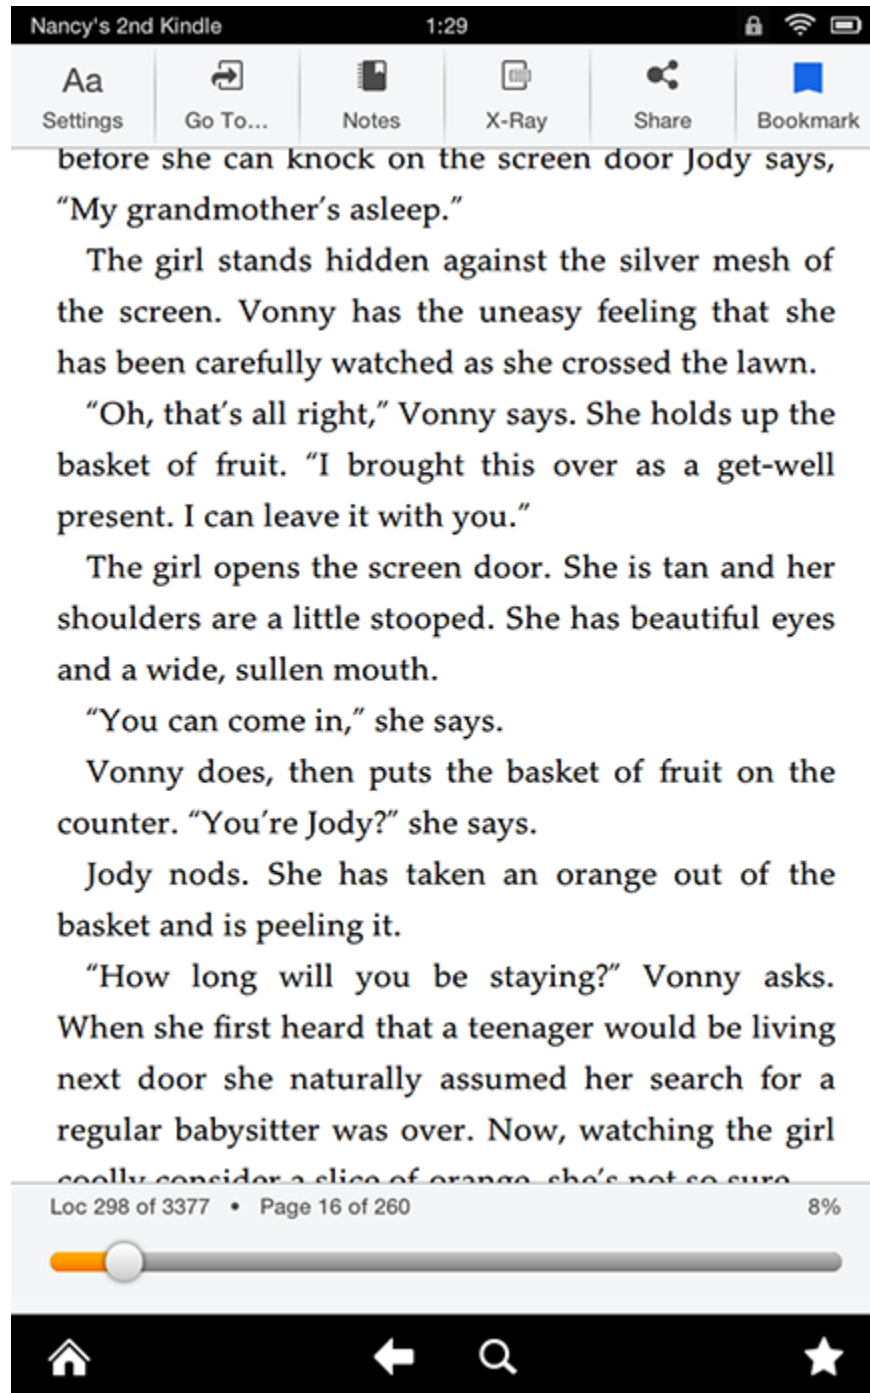 Nancy's 2nd Kindle 1:29
Aa
Settings Go To... Notes X-Ray Share Bookmark
before she can knock on the screen door Jody says,
“My grandmother’s asleep.”
The girl stands hidden against the silver mesh of
the screen. Vonny has the uneasy feeling that she
has been carefully watched as she crossed the lawn.
“Oh, that’s all right,” Vonny says. She holds up the
basket of fruit. “I brought this over as a get-well
present. I can leave it with you.”
The girl opens the screen door. She is tan and her
shoulders are a little stooped. She has beautiful eyes
and a wide, sullen mouth.
“You can come in,” she says.
Vonny does, then puts the basket of fruit on the
counter. “You’re Jody?” she says.
Jody nods. She has taken an orange out of the
basket and is peeling it.
“How long will you be staying?” Vonny asks.
When she first heard that a teenager would be living
next door she naturally assumed her search for a
regular babysitter was over. Now, watching the girl
coolly consider a slice of orange, she’s not so sure.
Loc 298 of 3377 • Page 16 of 260 8%